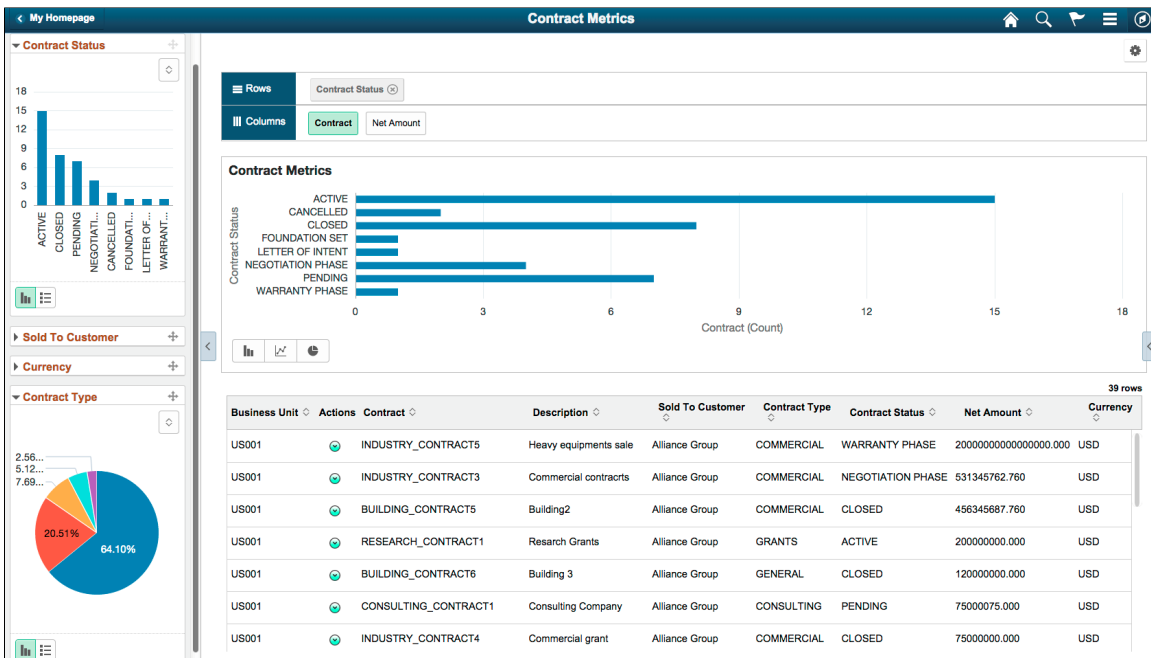 My Homepage
Contract Metrics
Contract Status
18
15
12
9
6
3
0
ACTIVE
CLOSED
PENDING
NEGOTIATI...
CANCELLED
FOUNDATI...
LETTER OF...
WARRANT...
Sold To Customer
Currency
Contract Type
2.56...
5.12...
7.69...
20.51%
64.10%
Rows
Contract Status
Columns
Contract
Net Amount
Contract Metrics
Contract Status
ACTIVE
CANCELLED
CLOSED
FOUNDATION SET
LETTER OF INTENT
NEGOTIATION PHASE
PENDING
WARRANTY PHASE
0 3 6 9 12 15 18
Contract (Count)
39 rows
Business Unit Actions Contract Description Sold To Customer Contract Type Contract Status Net Amount Currency
US001 INDUSTRY_CONTRACT5 Heavy equipments sale Alliance Group COMMERCIAL WARRANTY PHASE 20000000000000000.000 USD
US001 INDUSTRY_CONTRACT3 Commercial contracrts Alliance Group COMMERCIAL NEGOTIATION PHASE 531345762.760 USD
US001 BUILDING_CONTRACT5 Building2 Alliance Group COMMERCIAL CLOSED 456345687.760 USD
US001 RESEARCH_CONTRACT1 Resarch Grants Alliance Group GRANTS ACTIVE 200000000.000 USD
US001 BUILDING_CONTRACT6 Building 3 Alliance Group GENERAL CLOSED 120000000.000 USD
US001 CONSULTING_CONTRACT1 Consulting Company Alliance Group CONSULTING PENDING 75000075.000 USD
US001 INDUSTRY_CONTRACT4 Commercial grant Alliance Group COMMERCIAL CLOSED 75000000.000 USD